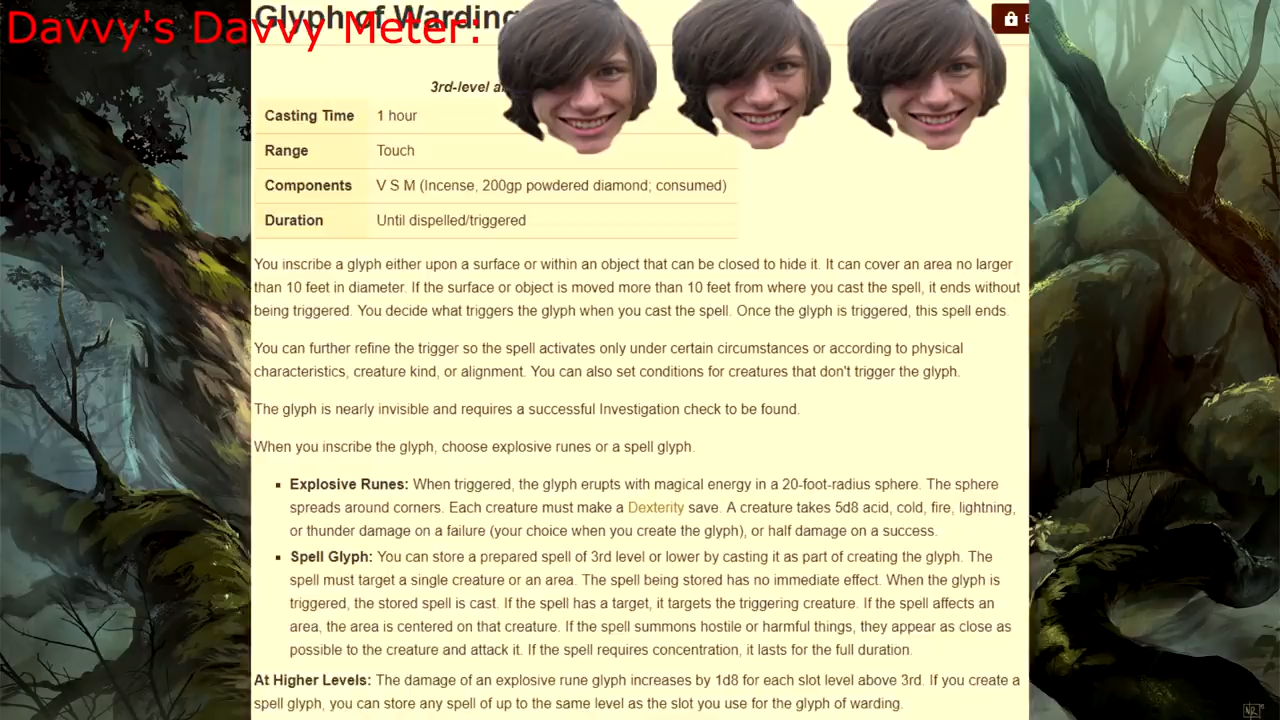 Glyph of Warding
Davvy's Davvy Meter:
3rd-level
Casting Time 1 hour
Range Touch
Components V S M (Incense, 200gp powdered diamond; consumed)
Duration Until dispelled/triggered
You inscribe a glyph either upon a surface or within an object that can be closed to hide it. It can cover an area no larger
than 10 feet in diameter. If the surface or object is moved more than 10 feet from where you cast the spell, it ends without
being triggered. You decide what triggers the glyph when you cast the spell. Once the glyph is triggered, this spell ends.
You can further refine the trigger so the spell activates only under certain circumstances or according to physical
characteristics, creature kind, or alignment. You can also set conditions for creatures that don't trigger the glyph.
The glyph is nearly invisible and requires a successful Investigation check to be found.
When you inscribe the glyph, choose explosive runes or a spell glyph.
▪ Explosive Runes: When triggered, the glyph erupts with magical energy in a 20-foot-radius sphere. The sphere
spreads around corners. Each creature must make a Dexterity save. A creature takes 5d8 acid, cold, fire, lightning,
or thunder damage on a failure (your choice when you create the glyph), or half damage on a success.
▪ Spell Glyph: You can store a prepared spell of 3rd level or lower by casting it as part of creating the glyph. The
spell must target a single creature or an area. The spell being stored has no immediate effect. When the glyph is
triggered, the stored spell is cast. If the spell has a target, it targets the triggering creature. If the spell affects an
area, the area is centered on that creature. If the spell summons hostile or harmful things, they appear as close as
possible to the creature and attack it. If the spell requires concentration, it lasts for the full duration.
At Higher Levels: The damage of an explosive rune glyph increases by 1d8 for each slot level above 3rd. If you create a
spell glyph, you can store any spell of up to the same level as the slot you use for the glyph of warding.